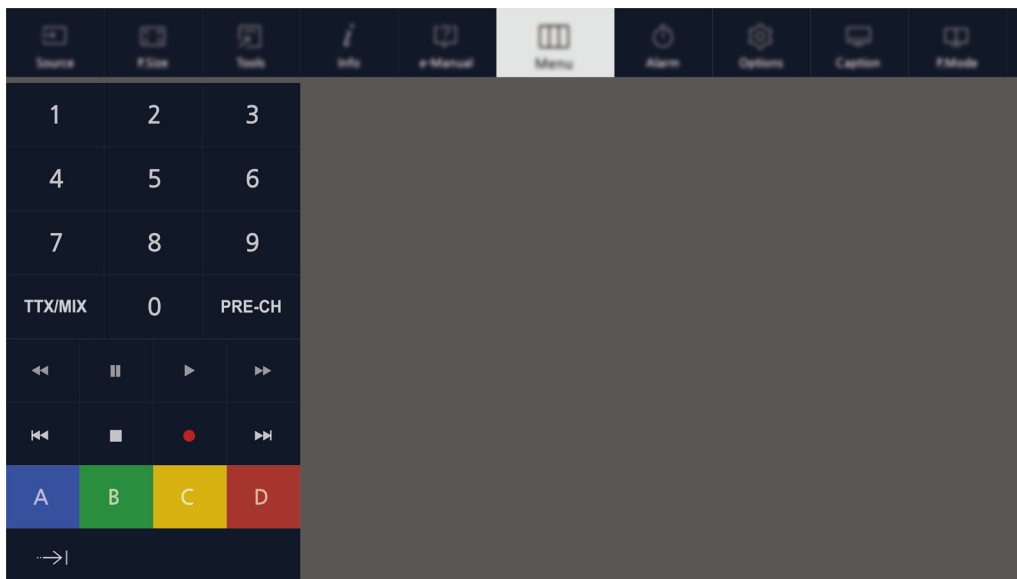 Source P.Size Tools Info e-Manual Menu Alarm Options Caption P.Mode
1 2 3
4 5 6
7 8 9
TTX/MIX 0 PRE-CH
A B C D